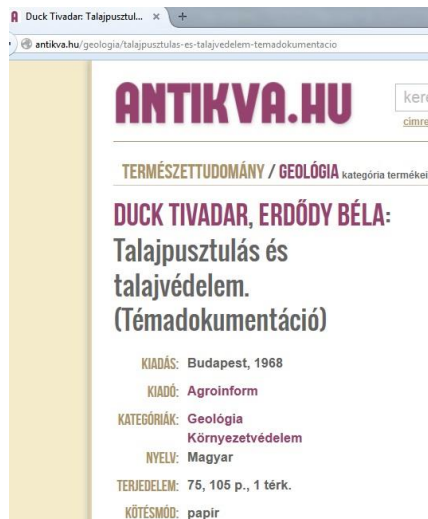 Duck Tivadar: Talajpusztul... × +
antikva.hu/geologia/talajpusztulas-es-talajvedelem-temadokumentacio
ANTIKVA.HU
címre
TERMÉSZETTUDOMÁNY / GEOLÓGIA kategória termékei
DUCK TIVADAR, ERDŐDY BÉLA:
Talajpusztulás és
talajvédelem.
(Témadokumentáció)
KIADÁS: Budapest, 1968
KIADÓ: Agroinform
KATEGÓRIÁK: Geológia
Környezetvédelem
NYELV: Magyar
TERJEDELEM: 75, 105 p., 1 térk.
KÖTÉSMÓD: papír